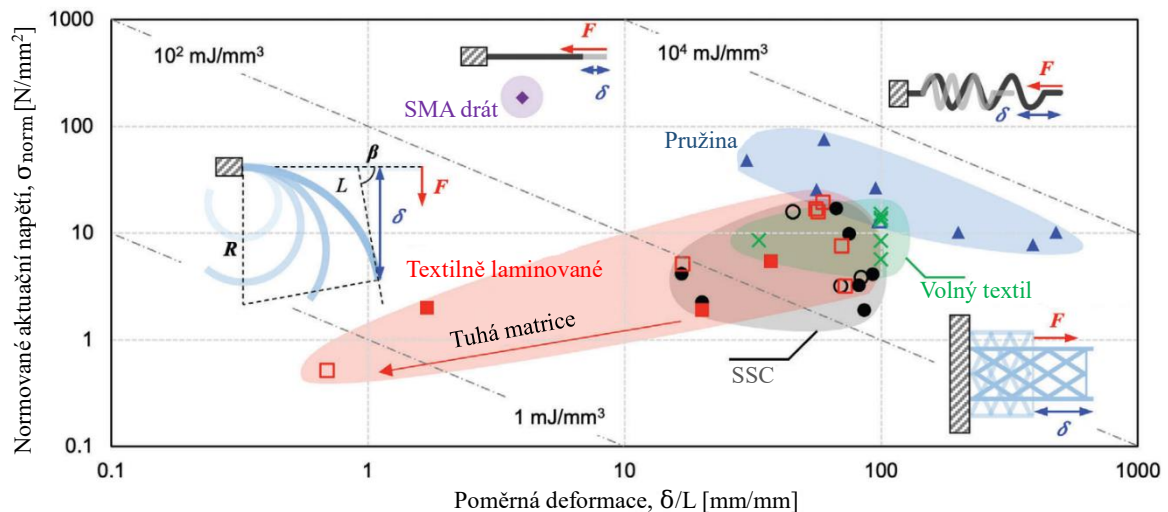 1000
100
10
1
0.1
Normované aktuační napětí, σ norm [N/mm²]
10² mJ/mm³
10⁴ mJ/mm³
1 mJ/mm³
F
δ
SMA drát
F
δ
Pružina
β
L
F
δ
R
Textilně laminované
Tuhá matrice
Volný textil
SSC
F
δ
0.1
1
10
100
1000
Poměrná deformace, δ/L [mm/mm]